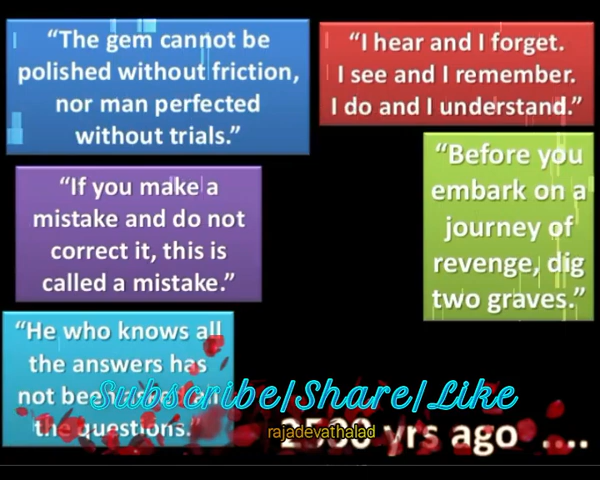 “The gem cannot be
polished without friction,
nor man perfected
without trials.”
“I hear and I forget.
I see and I remember.
I do and I understand.”
“If you make a
mistake and do not
correct it, this is
called a mistake.”
“Before you
embark on a
journey of
revenge, dig
two graves.”
“He who knows all
the answers has
not been
the questions.”
Subscribe/Share/Like
2500 yrs ago ....
rajadevathalad